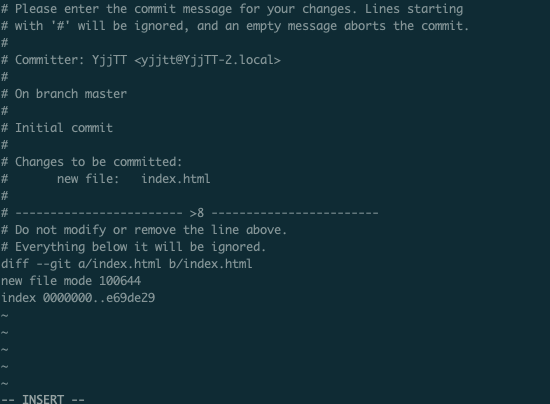 # Please enter the commit message for your changes. Lines starting
# with '#' will be ignored, and an empty message aborts the commit.
#
# Committer: YjjTT <yjjtt@YjjTT-2.local>
#
# On branch master
#
# Initial commit
#
# Changes to be committed:
#       new file:   index.html
#
# ------------------------ >8 ------------------------
# Do not modify or remove the line above.
# Everything below it will be ignored.
diff --git a/index.html b/index.html
new file mode 100644
index 0000000..e69de29
~
~
~
~
~
-- INSERT --